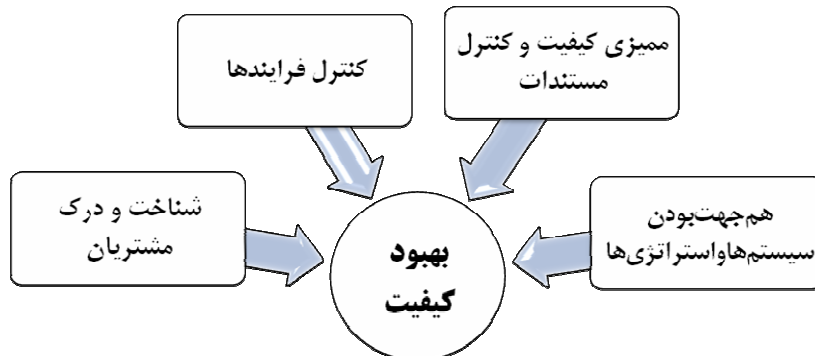 ممیزی کیفیت و کنترل
مستندات
کنترل فرایندها
هم‌جهت‌بودن
سیستم‌هاواستراتژی‌ها
شناخت و درک
مشتریان
بهبود
کیفیت